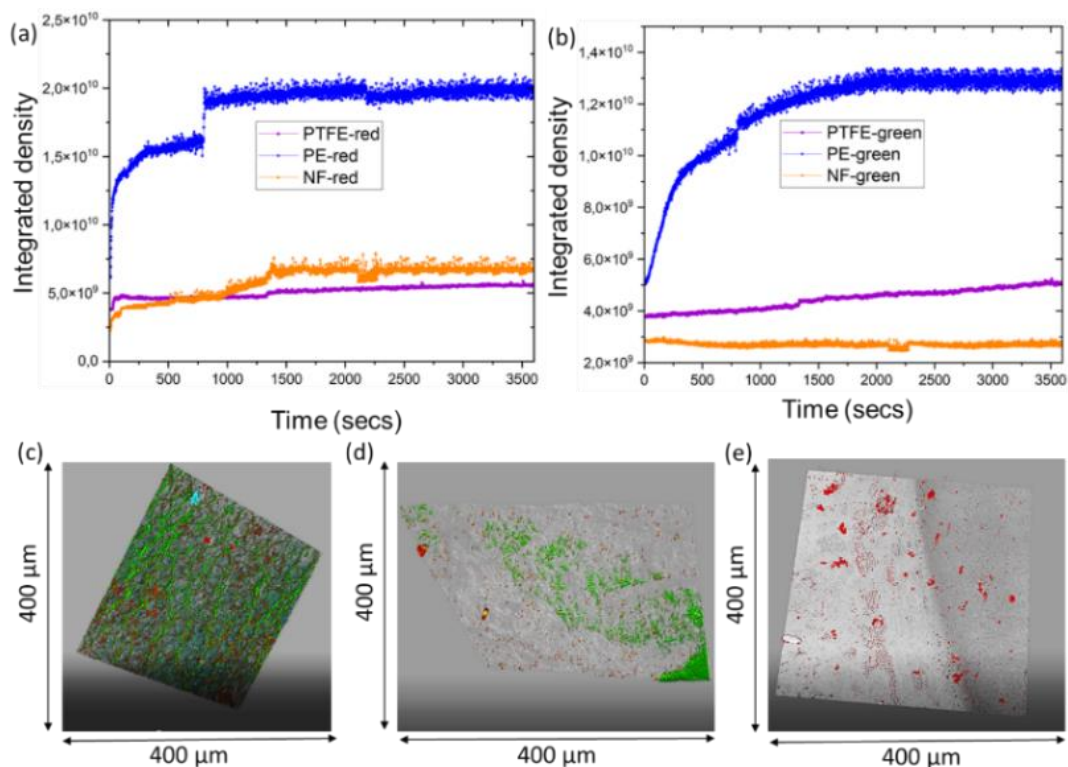 (a)
2,5×10¹⁰
2,0×10¹⁰
1,5×10¹⁰
1,0×10¹⁰
5,0×10⁹
0,0
Integrated density
PTFE-red
PE-red
NF-red
0 500 1000 1500 2000 2500 3000 3500
Time (secs)
(b)
1,4×10¹⁰
1,2×10¹⁰
1,0×10¹⁰
8,0×10⁹
6,0×10⁹
4,0×10⁹
2,0×10⁹
Integrated density
PTFE-green
PE-green
NF-green
0 500 1000 1500 2000 2500 3000 3500
Time (secs)
(c)
400 µm
400 µm
(d)
400 µm
400 µm
(e)
400 µm
400 µm